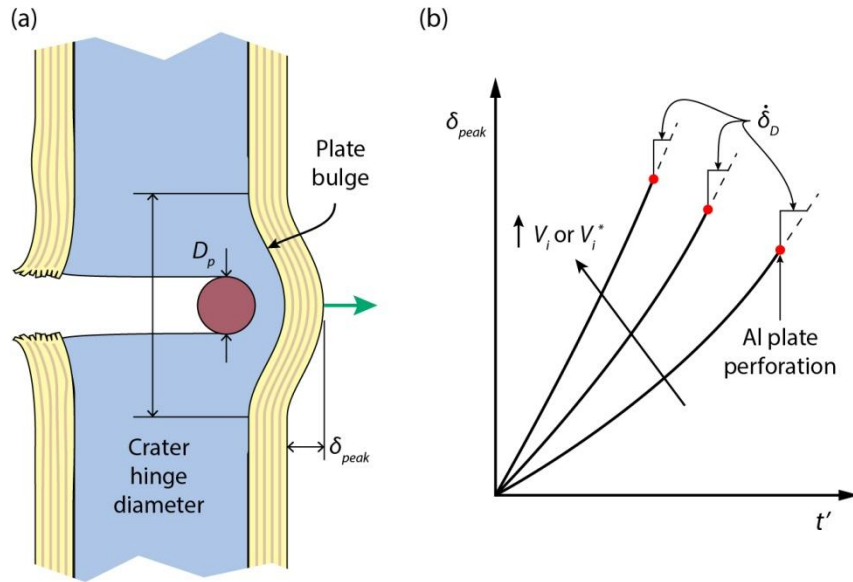 (a)
Plate
bulge
D_p
Crater
hinge
diameter
δ_peak
(b)
δ_peak
δ̇_D
V_i or V_i^*
Al plate
perforation
t′